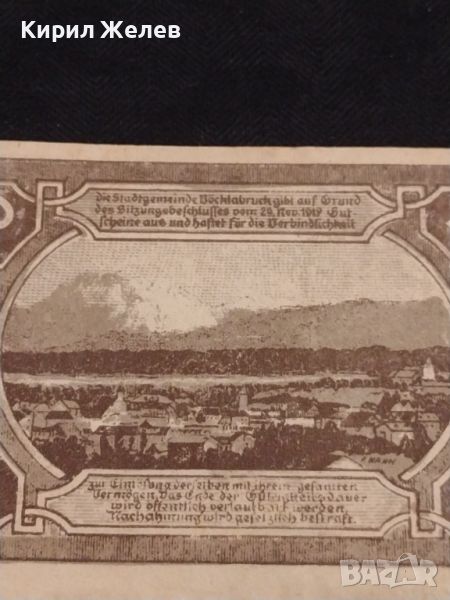 Кирил Желев
die Stadtgemeinde Vöcklabruck gibt auf Grund
des Sitzungsbeschlusses vom 29. Nov. 1919 Gut-
scheine aus und haftet für die Verbindlichkeit
zur Einlösung derselben mit ihrem gesamten
Vermögen. Das Ende der Gültigkeitsdauer
wird öffentlich verlautbart werden.
Nachahmung wird gesetzlich bestraft.
BAZAR